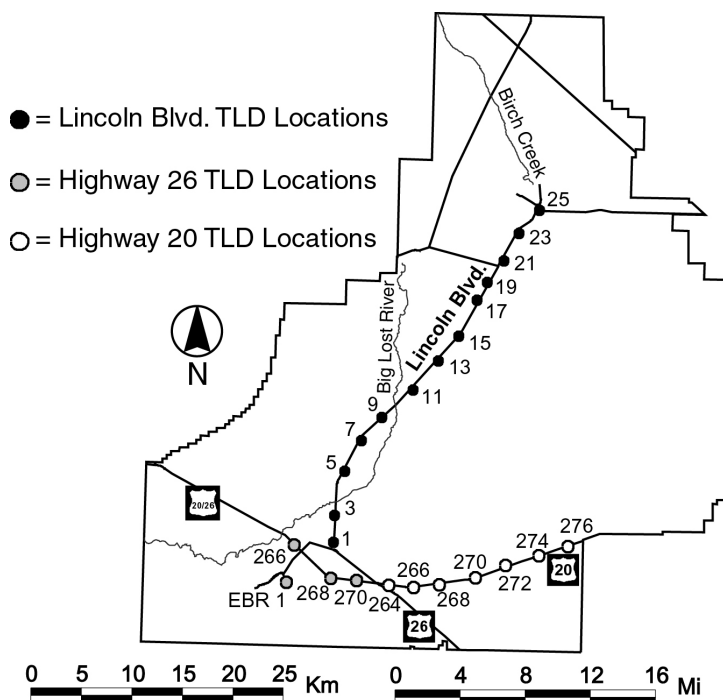 Birch Creek
= Lincoln Blvd. TLD Locations
= Highway 26 TLD Locations
= Highway 20 TLD Locations
25
23
21
19
17
15
13
11
9
7
5
3
1
Lincoln Blvd.
Big Lost River
N
20/26
266
268
270
EBR 1
264
266
268
270
272
274
276
20
26
0 5 10 15 20 25 Km
0 4 8 12 16 Mi